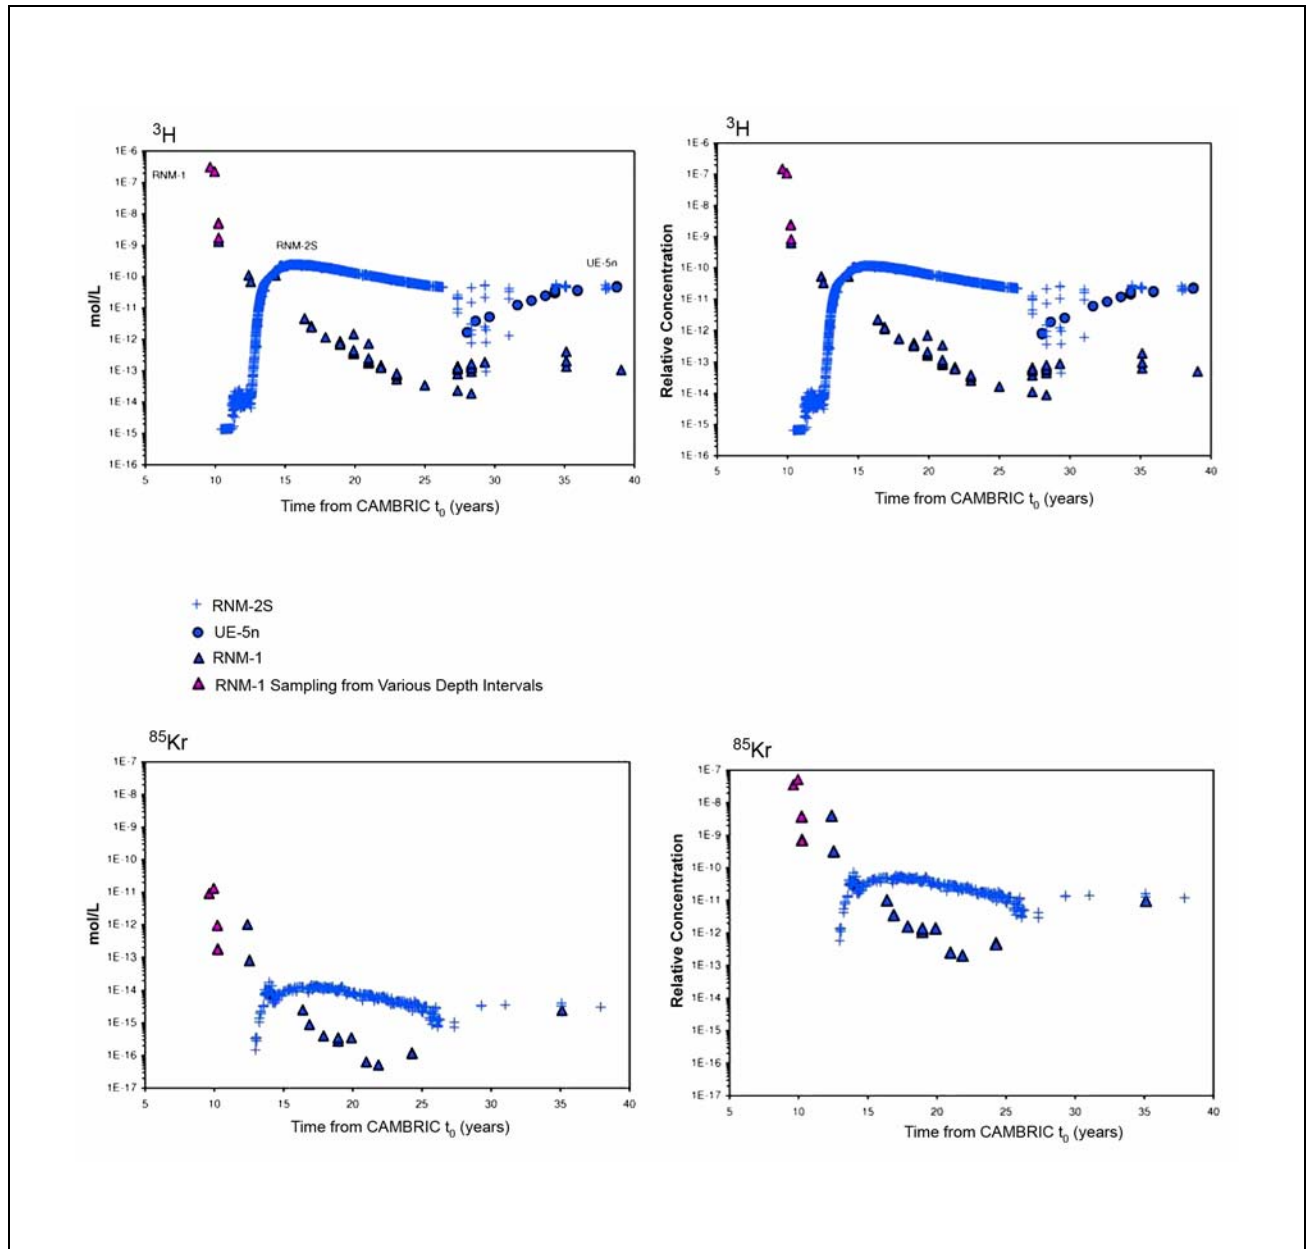 ³H
1E-6
1E-7
1E-8
1E-9
1E-10
1E-11
1E-12
1E-13
1E-14
1E-15
1E-16
mol/L
RNM-1
RNM-2S
UE-5n
5 10 15 20 25 30 35 40
Time from CAMBRIC t₀ (years)
³H
1E-6
1E-7
1E-8
1E-9
1E-10
1E-11
1E-12
1E-13
1E-14
1E-15
1E-16
Relative Concentration
5 10 15 20 25 30 35 40
Time from CAMBRIC t₀ (years)
RNM-2S
UE-5n
RNM-1
RNM-1 Sampling from Various Depth Intervals
⁸⁵Kr
1E-7
1E-8
1E-9
1E-10
1E-11
1E-12
1E-13
1E-14
1E-15
1E-16
1E-17
mol/L
5 10 15 20 25 30 35 40
Time from CAMBRIC t₀ (years)
⁸⁵Kr
1E-7
1E-8
1E-9
1E-10
1E-11
1E-12
1E-13
1E-14
1E-15
1E-16
1E-17
Relative Concentration
5 10 15 20 25 30 35 40
Time from CAMBRIC t₀ (years)